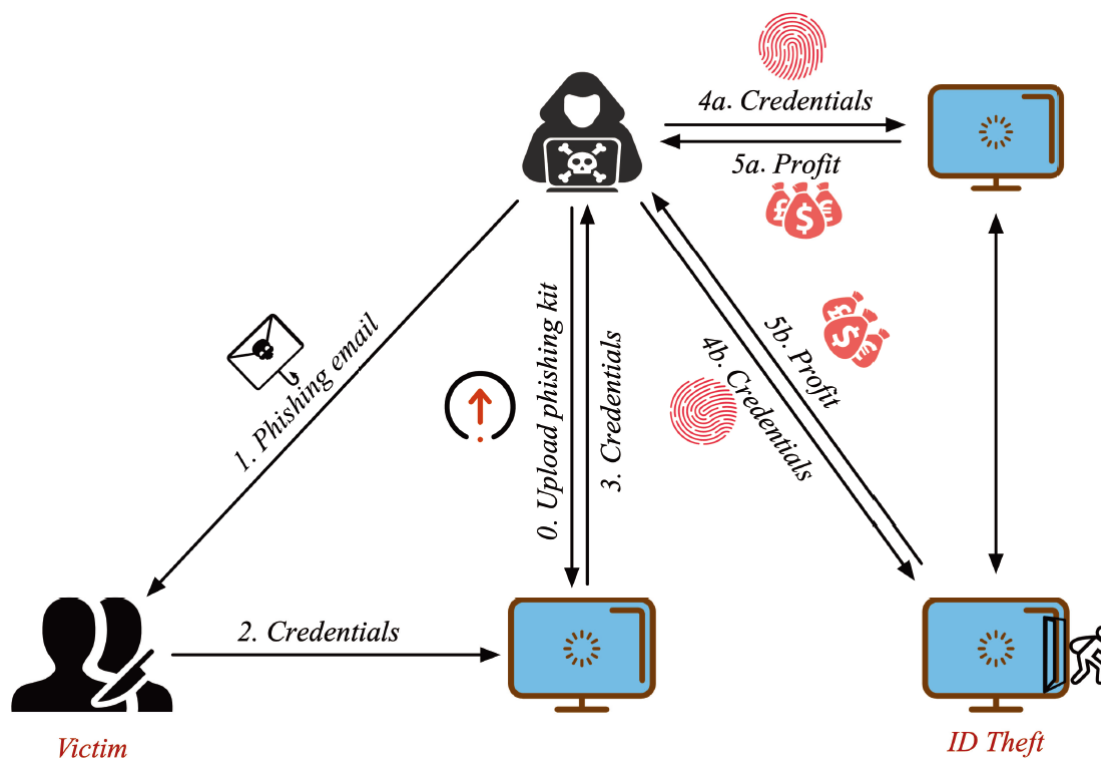 4a. Credentials
5a. Profit
£ $ €
1. Phishing email
0. Upload phishing kit
3. Credentials
4b. Credentials
5b. Profit
£ $ €
2. Credentials
Victim
ID Theft